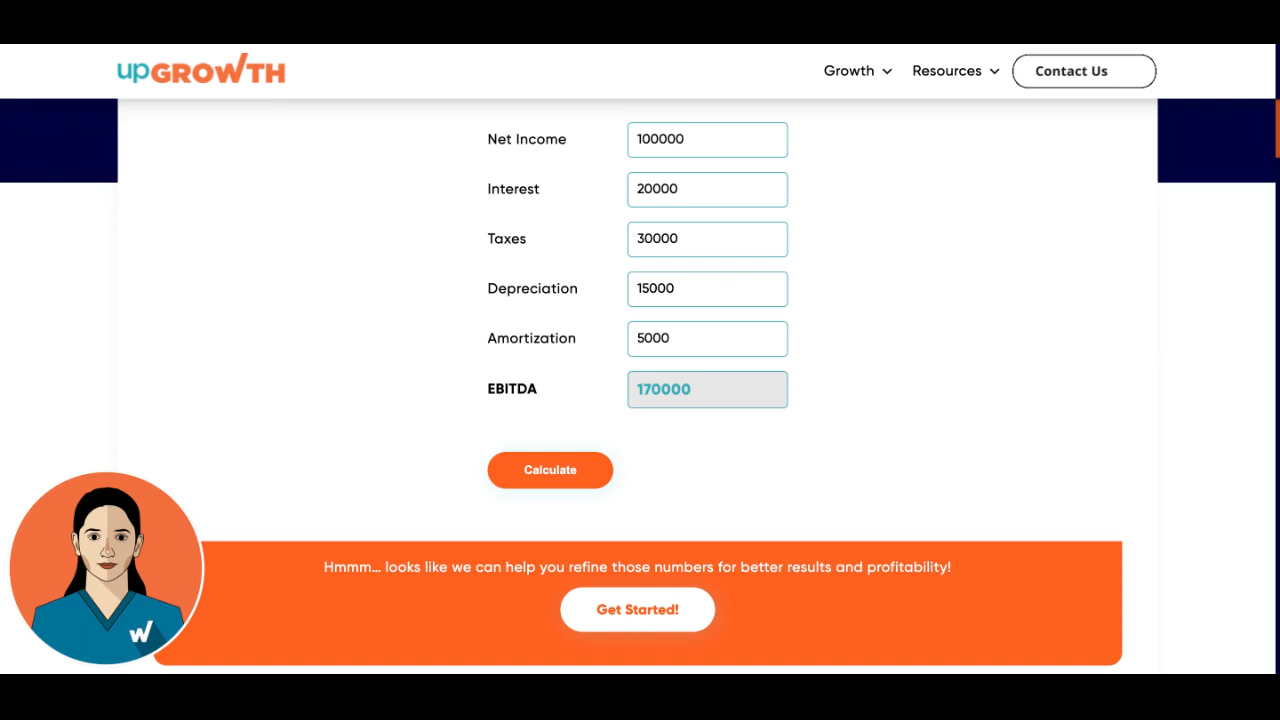 upGROWTH
Growth Resources Contact Us
Net Income 100000
Interest 20000
Taxes 30000
Depreciation 15000
Amortization 5000
EBITDA 170000
Calculate
Hmmm... looks like we can help you refine those numbers for better results and profitability!
Get Started!
W